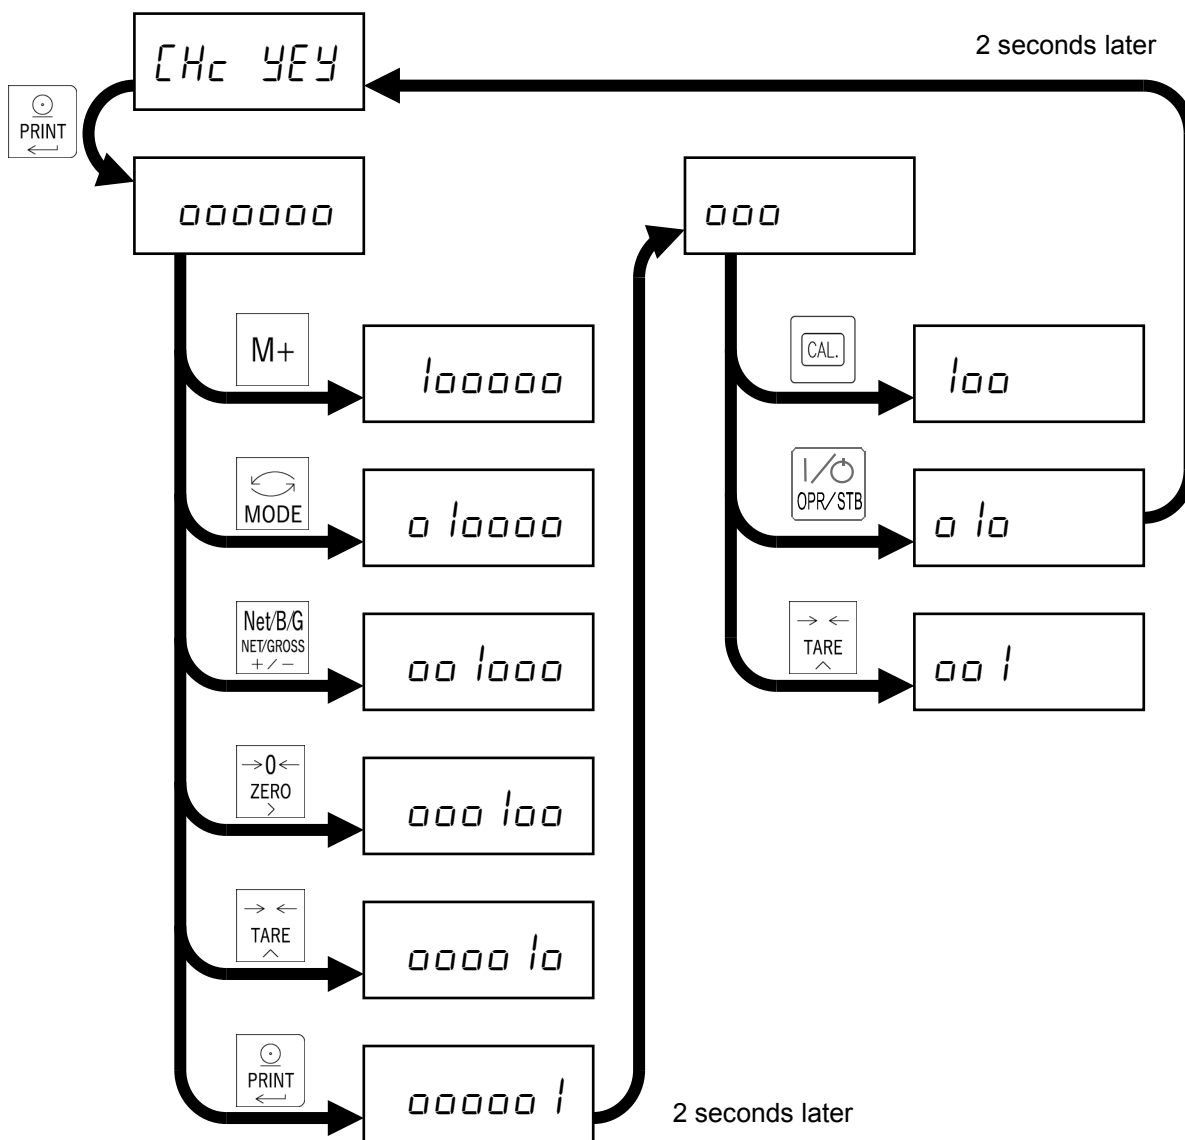 2 seconds later
CHc YEY
PRINT
oooooo
ooo
M+
1ooooo
CAL.
1oo
MODE
o1oooo
OPR/STB
o1o
Net/B/G
NET/GROSS
+/−
oo1ooo
→ ←
TARE
oo1
→0←
ZERO
ooo1oo
→ ←
TARE
oooo1o
PRINT
ooooo1
2 seconds later